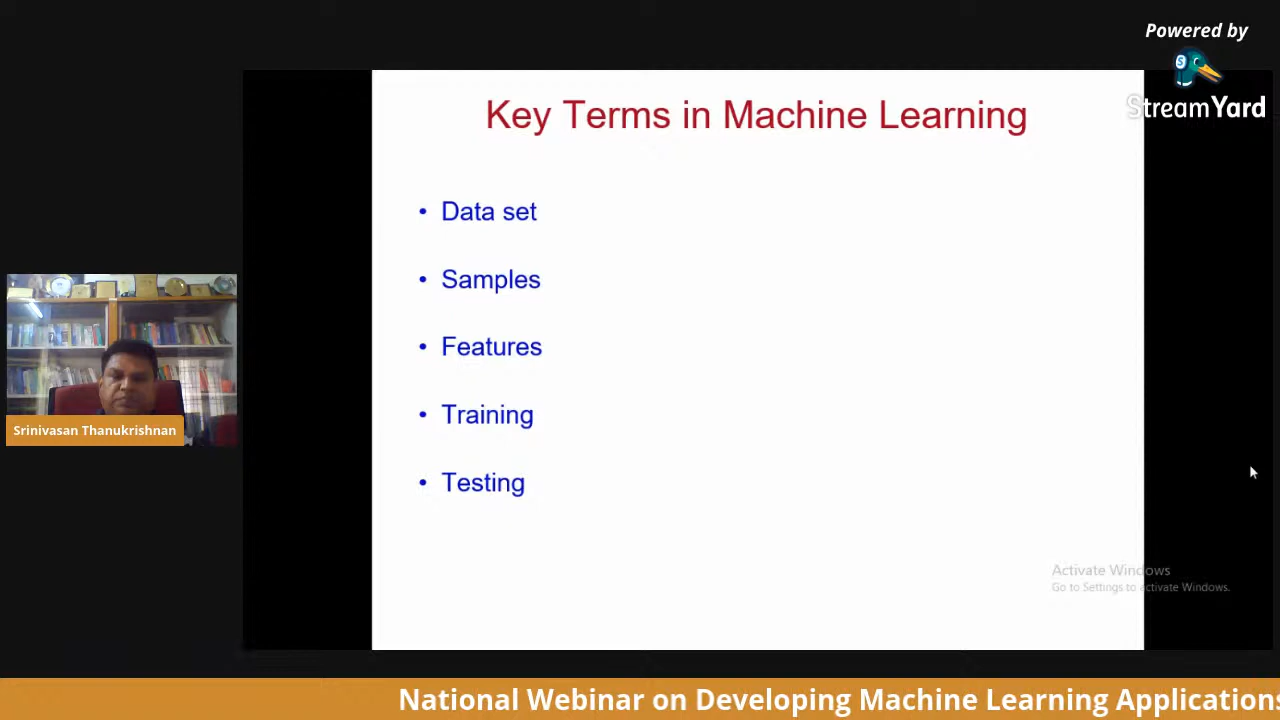 Powered by
StreamYard
Key Terms in Machine Learning
• Data set
• Samples
• Features
• Training
• Testing
Srinivasan Thanukrishnan
Activate Windows
Go to Settings to activate Windows.
National Webinar on Developing Machine Learning Applications